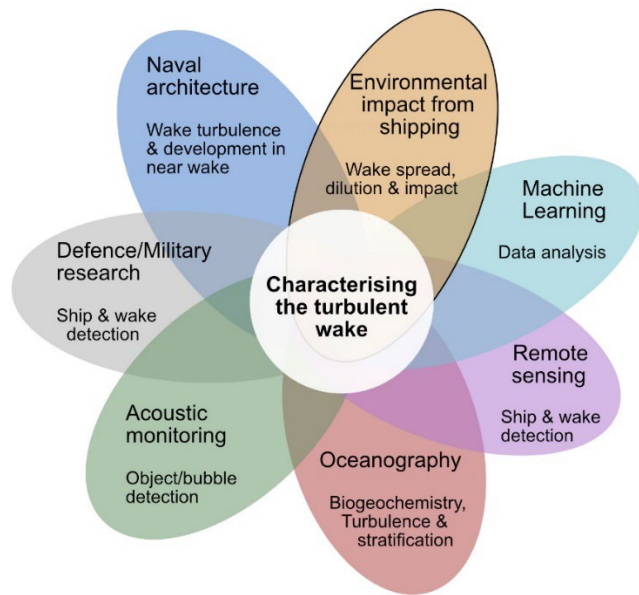 Naval
architecture
Wake turbulence
& development in
near wake
Environmental
impact from
shipping
Wake spread,
dilution & impact
Machine
Learning
Data analysis
Defence/Military
research
Ship & wake
detection
Characterising
the turbulent
wake
Remote
sensing
Ship & wake
detection
Acoustic
monitoring
Object/bubble
detection
Oceanography
Biogeochemistry,
Turbulence &
stratification